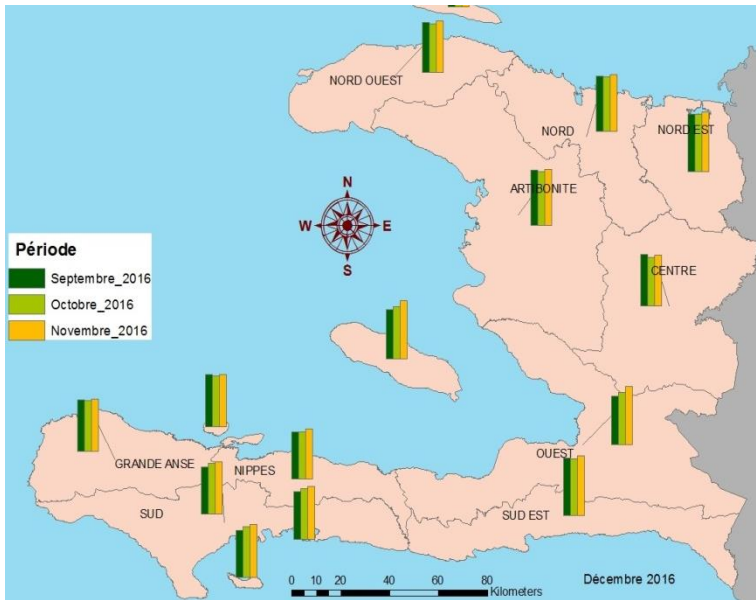 NORD OUEST
NORD
NORD EST
ARTIBONITE
N
W
E
S
Période
Septembre_2016
Octobre_2016
Novembre_2016
CENTRE
GRANDE ANSE
NIPPES
OUEST
SUD
SUD EST
0 10 20 40 60 80
Kilometers
Décembre 2016